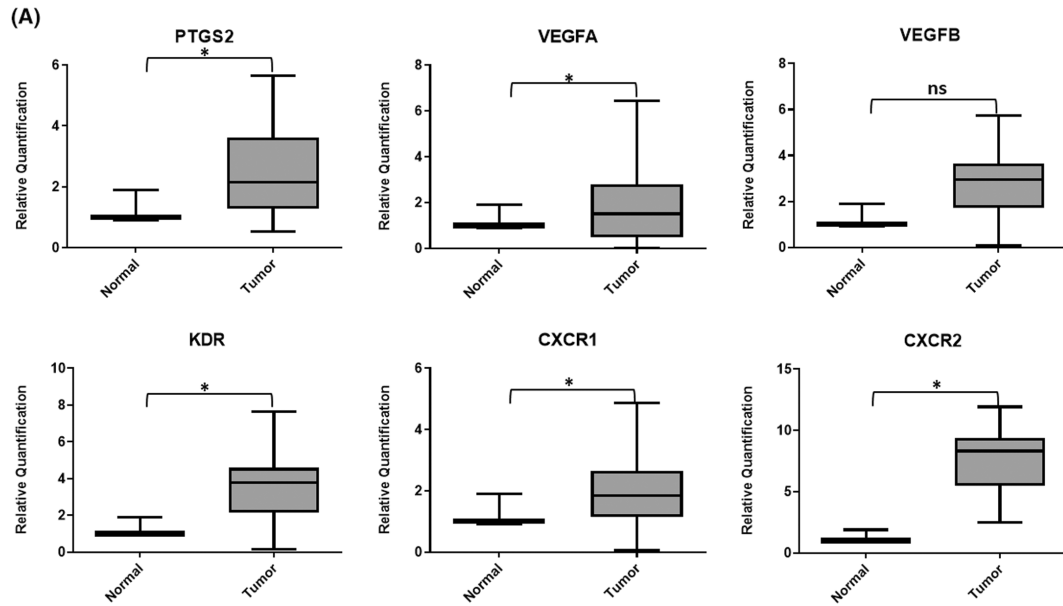 (A)
PTGS2
Relative Quantification
6
4
2
0
*
Normal
Tumor
VEGFA
Relative Quantification
8
6
4
2
0
*
Normal
Tumor
VEGFB
Relative Quantification
8
6
4
2
0
ns
Normal
Tumor
KDR
Relative Quantification
10
8
6
4
2
0
*
Normal
Tumor
CXCR1
Relative Quantification
6
4
2
0
*
Normal
Tumor
CXCR2
Relative Quantification
15
10
5
0
*
Normal
Tumor